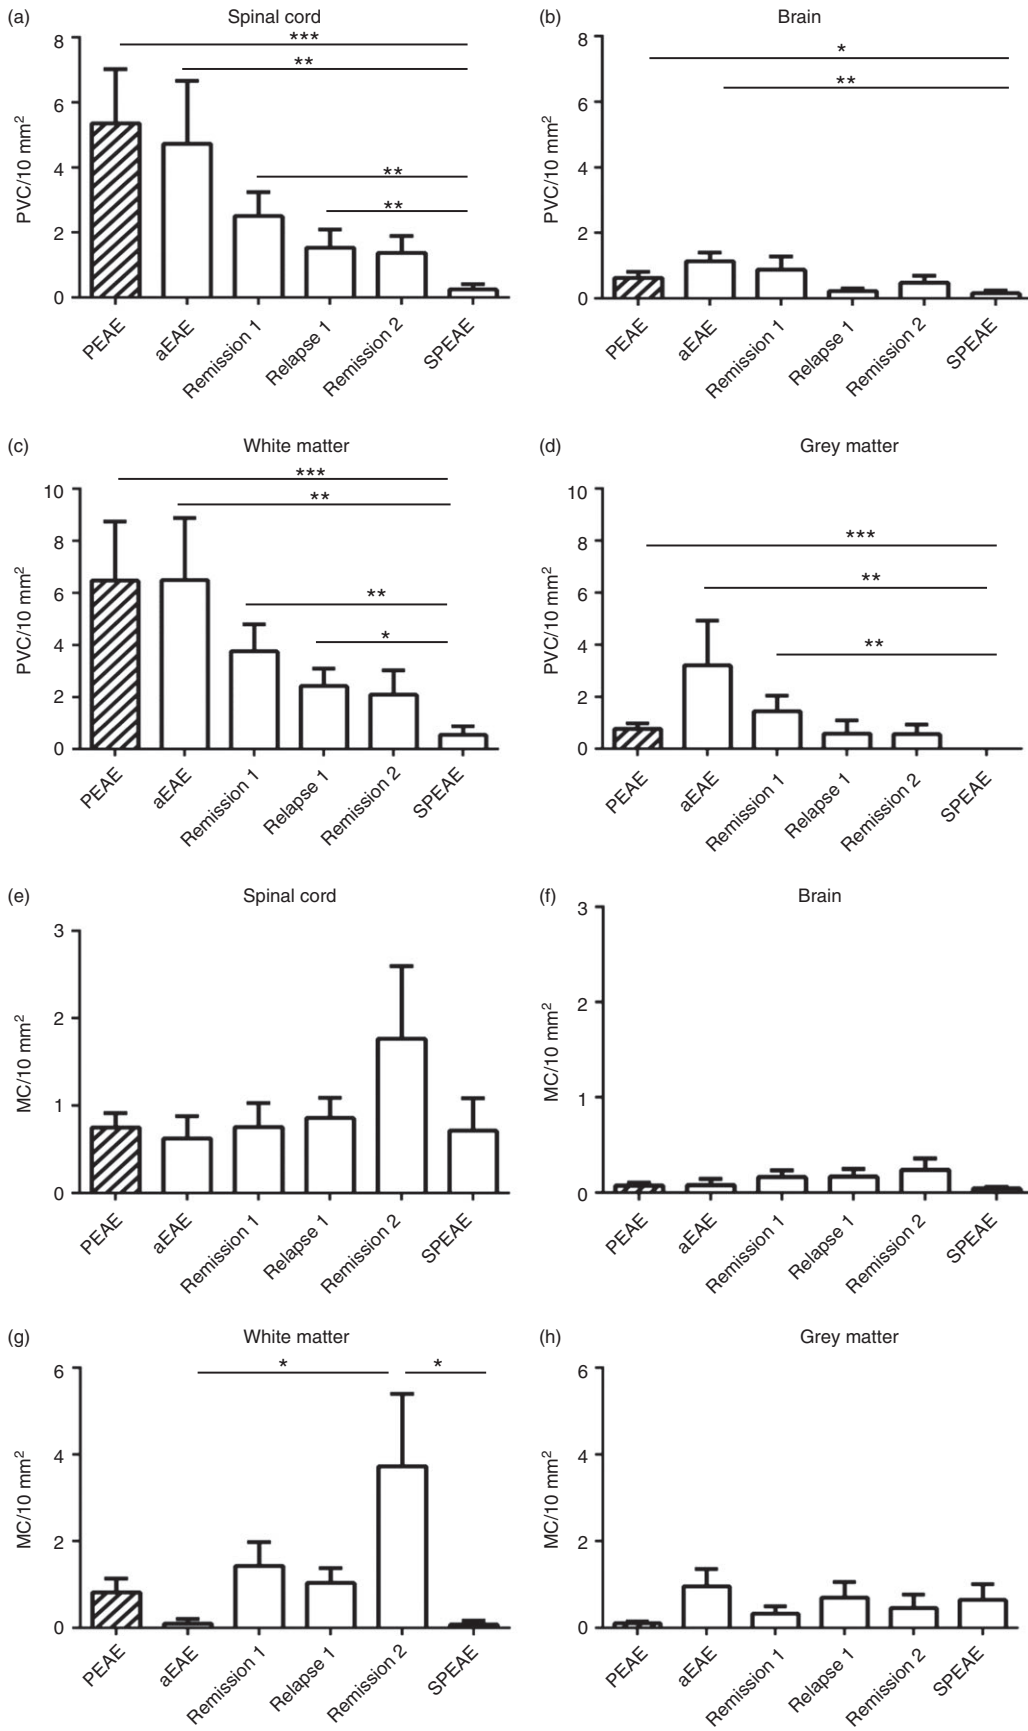 (a) Spinal cord
8
6
4
2
0
PVC/10 mm²
***
**
**
**
PEAE
aEAE
Remission 1
Relapse 1
Remission 2
SPEAE
(b) Brain
8
6
4
2
0
PVC/10 mm²
*
**
PEAE
aEAE
Remission 1
Relapse 1
Remission 2
SPEAE
(c) White matter
10
8
6
4
2
0
PVC/10 mm²
***
**
**
*
PEAE
aEAE
Remission 1
Relapse 1
Remission 2
SPEAE
(d) Grey matter
10
8
6
4
2
0
PVC/10 mm²
***
**
**
PEAE
aEAE
Remission 1
Relapse 1
Remission 2
SPEAE
(e) Spinal cord
3
2
1
0
MC/10 mm²
PEAE
aEAE
Remission 1
Relapse 1
Remission 2
SPEAE
(f) Brain
3
2
1
0
MC/10 mm²
PEAE
aEAE
Remission 1
Relapse 1
Remission 2
SPEAE
(g) White matter
6
4
2
0
MC/10 mm²
*
*
PEAE
aEAE
Remission 1
Relapse 1
Remission 2
SPEAE
(h) Grey matter
6
4
2
0
MC/10 mm²
PEAE
aEAE
Remission 1
Relapse 1
Remission 2
SPEAE